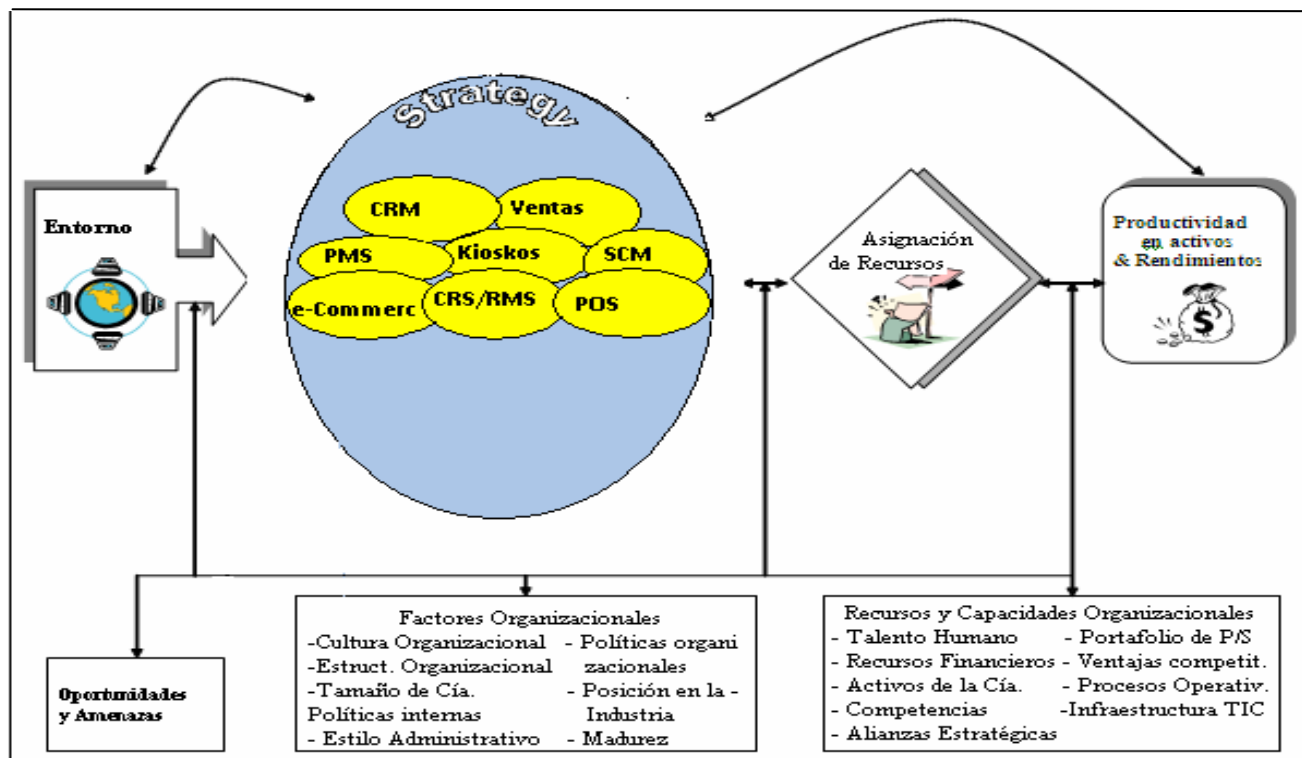 Strategy
Entorno
CRM
Ventas
PMS
Kioskos
SCM
e-Commerc
CRS/RMS
POS
Asignación
de Recursos
Productividad
en activos
& Rendimientos
$
Oportunidades
y Amenazas
Factores Organizacionales
-Cultura Organizacional - Políticas organi
-Estruct. Organizacional zacionales
-Tamaño de Cía. - Posición en la -
Políticas internas Industria
- Estilo Administrativo - Madurez
Recursos y Capacidades Organizacionales
- Talento Humano - Portafolio de P/S
- Recursos Financieros - Ventajas competit.
- Activos de la Cía. - Procesos Operativ.
- Competencias -Infraestructura TIC
- Alianzas Estratégicas